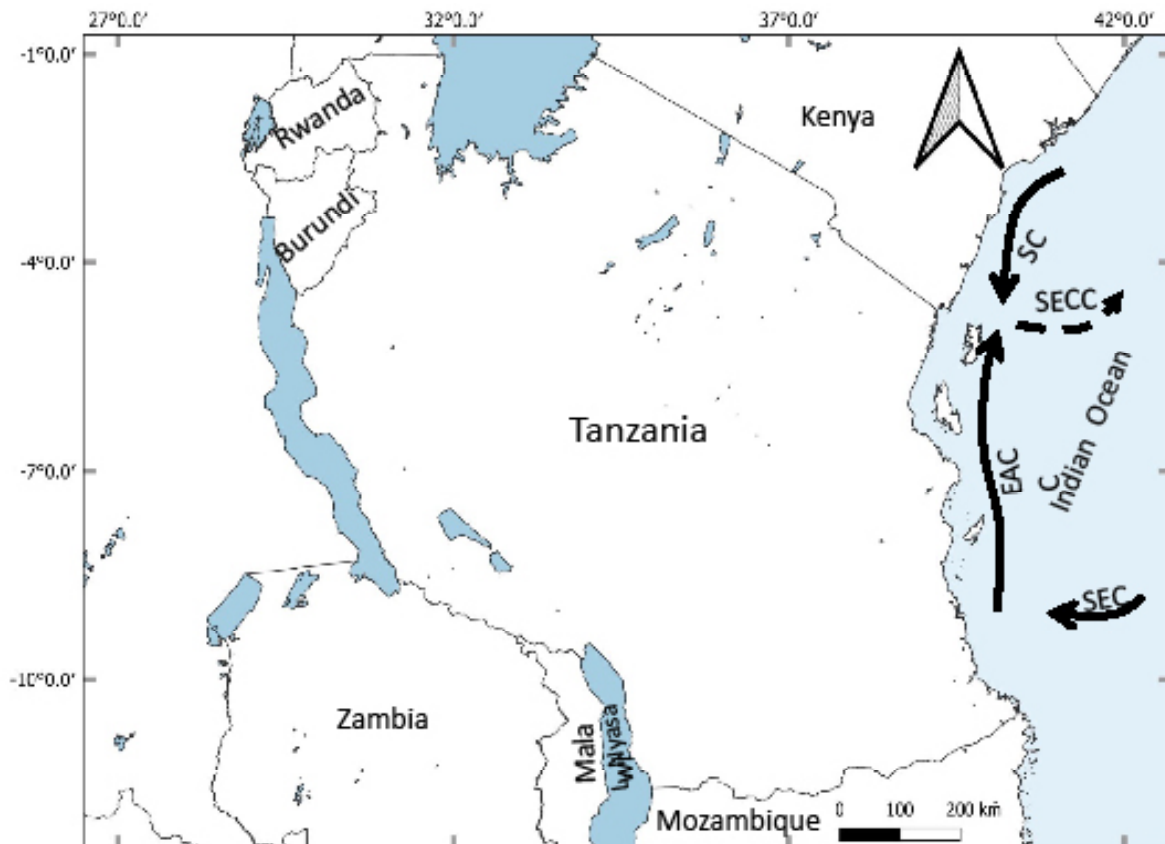 27°0.0'
32°0.0'
37°0.0'
42°0.0'
-1°0.0'
Rwanda
Kenya
Burundi
SC
-4°0.0'
SECC
Tanzania
Indian Ocean
-7°0.0'
EAC
C
SEC
-10°0.0'
Zambia
Mala
wi
L.Nyasa
Mozambique
0 100 200 km